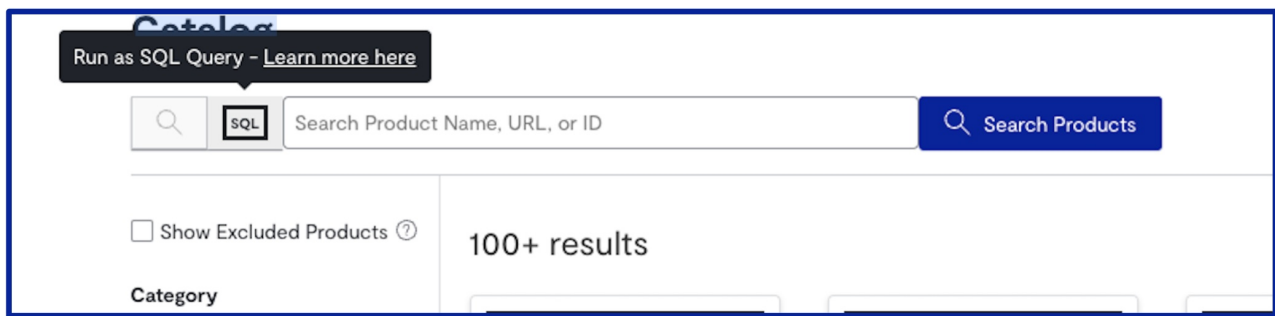 Catalog
Run as SQL Query - Learn more here
SQL
Search Product Name, URL, or ID
Search Products
Show Excluded Products ?
100+ results
Category